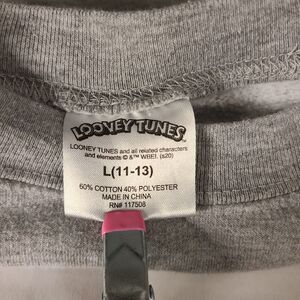 LOONEY TUNES
LOONEY TUNES and all related characters
and elements © &™ WBEI. (s20)
L(11-13)
60% COTTON 40% POLYESTER
MADE IN CHINA
RN# 117508